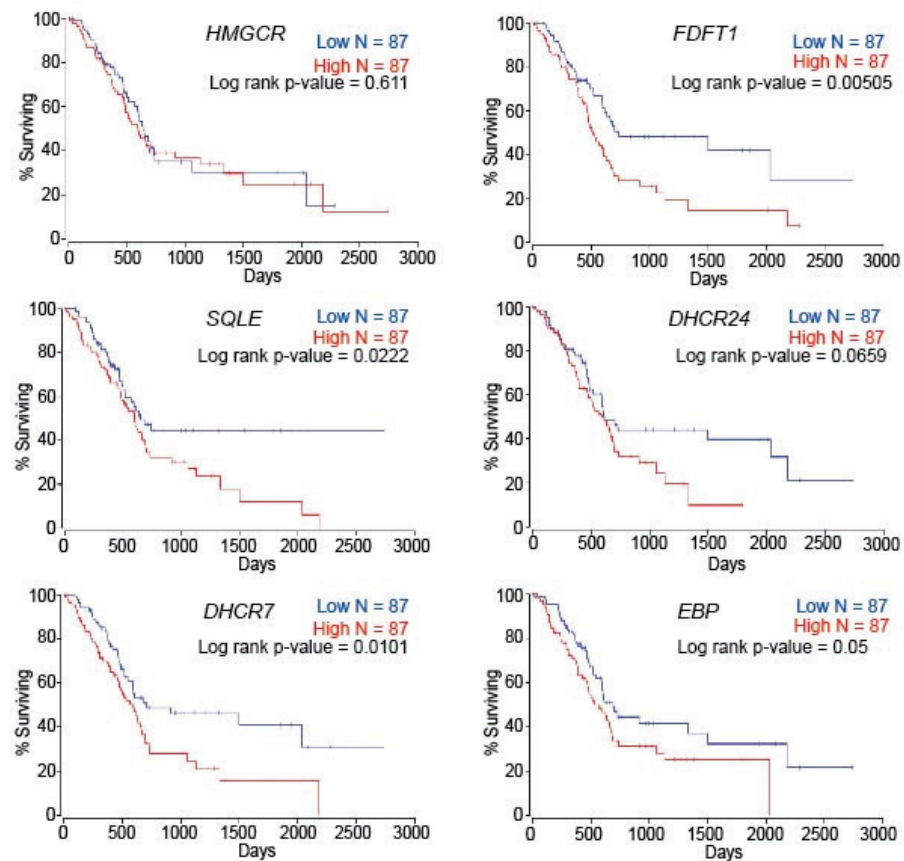 HMGCR
Low N = 87
High N = 87
Log rank p-value = 0.611
% Surviving
100
80
60
40
20
0
0 500 1000 1500 2000 2500 3000
Days
FDFT1
Low N = 87
High N = 87
Log rank p-value = 0.00505
% Surviving
100
80
60
40
20
0
0 500 1000 1500 2000 2500 3000
Days
SQLE
Low N = 87
High N = 87
Log rank p-value = 0.0222
% Surviving
100
80
60
40
20
0
0 500 1000 1500 2000 2500 3000
Days
DHCR24
Low N = 87
High N = 87
Log rank p-value = 0.0659
% Surviving
100
80
60
40
20
0
0 500 1000 1500 2000 2500 3000
Days
DHCR7
Low N = 87
High N = 87
Log rank p-value = 0.0101
% Surviving
100
80
60
40
20
0
0 500 1000 1500 2000 2500 3000
Days
EBP
Low N = 87
High N = 87
Log rank p-value = 0.05
% Surviving
100
80
60
40
20
0
0 500 1000 1500 2000 2500 3000
Days